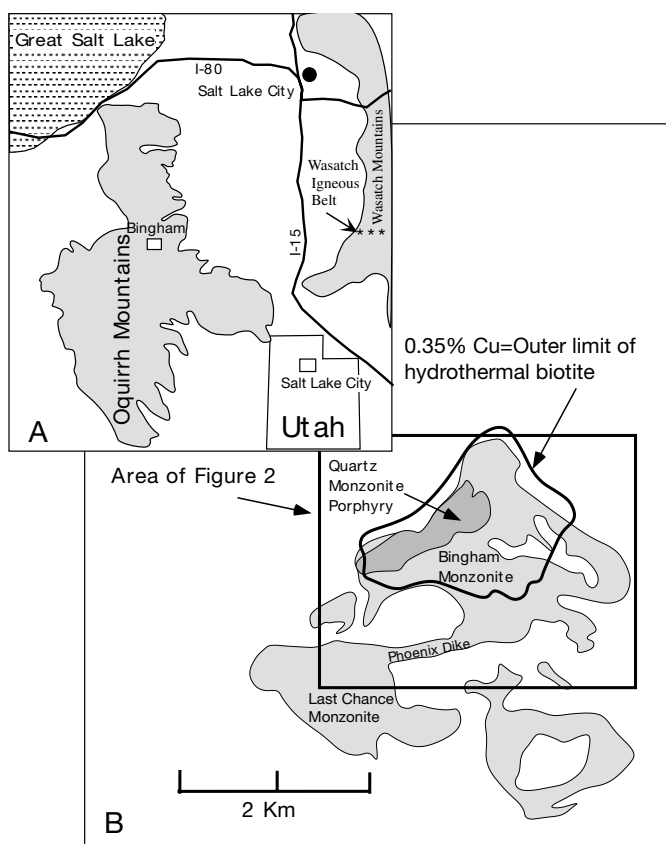 Great Salt Lake
I-80
Salt Lake City
Wasatch Mountains
Wasatch
Igneous
Belt
* * *
Bingham
I-15
Oquirrh Mountains
Salt Lake City
A
Utah
0.35% Cu=Outer limit of
hydrothermal biotite
Area of Figure 2
Quartz
Monzonite
Porphyry
Bingham
Monzonite
Phoenix Dike
Last Chance
Monzonite
2 Km
B